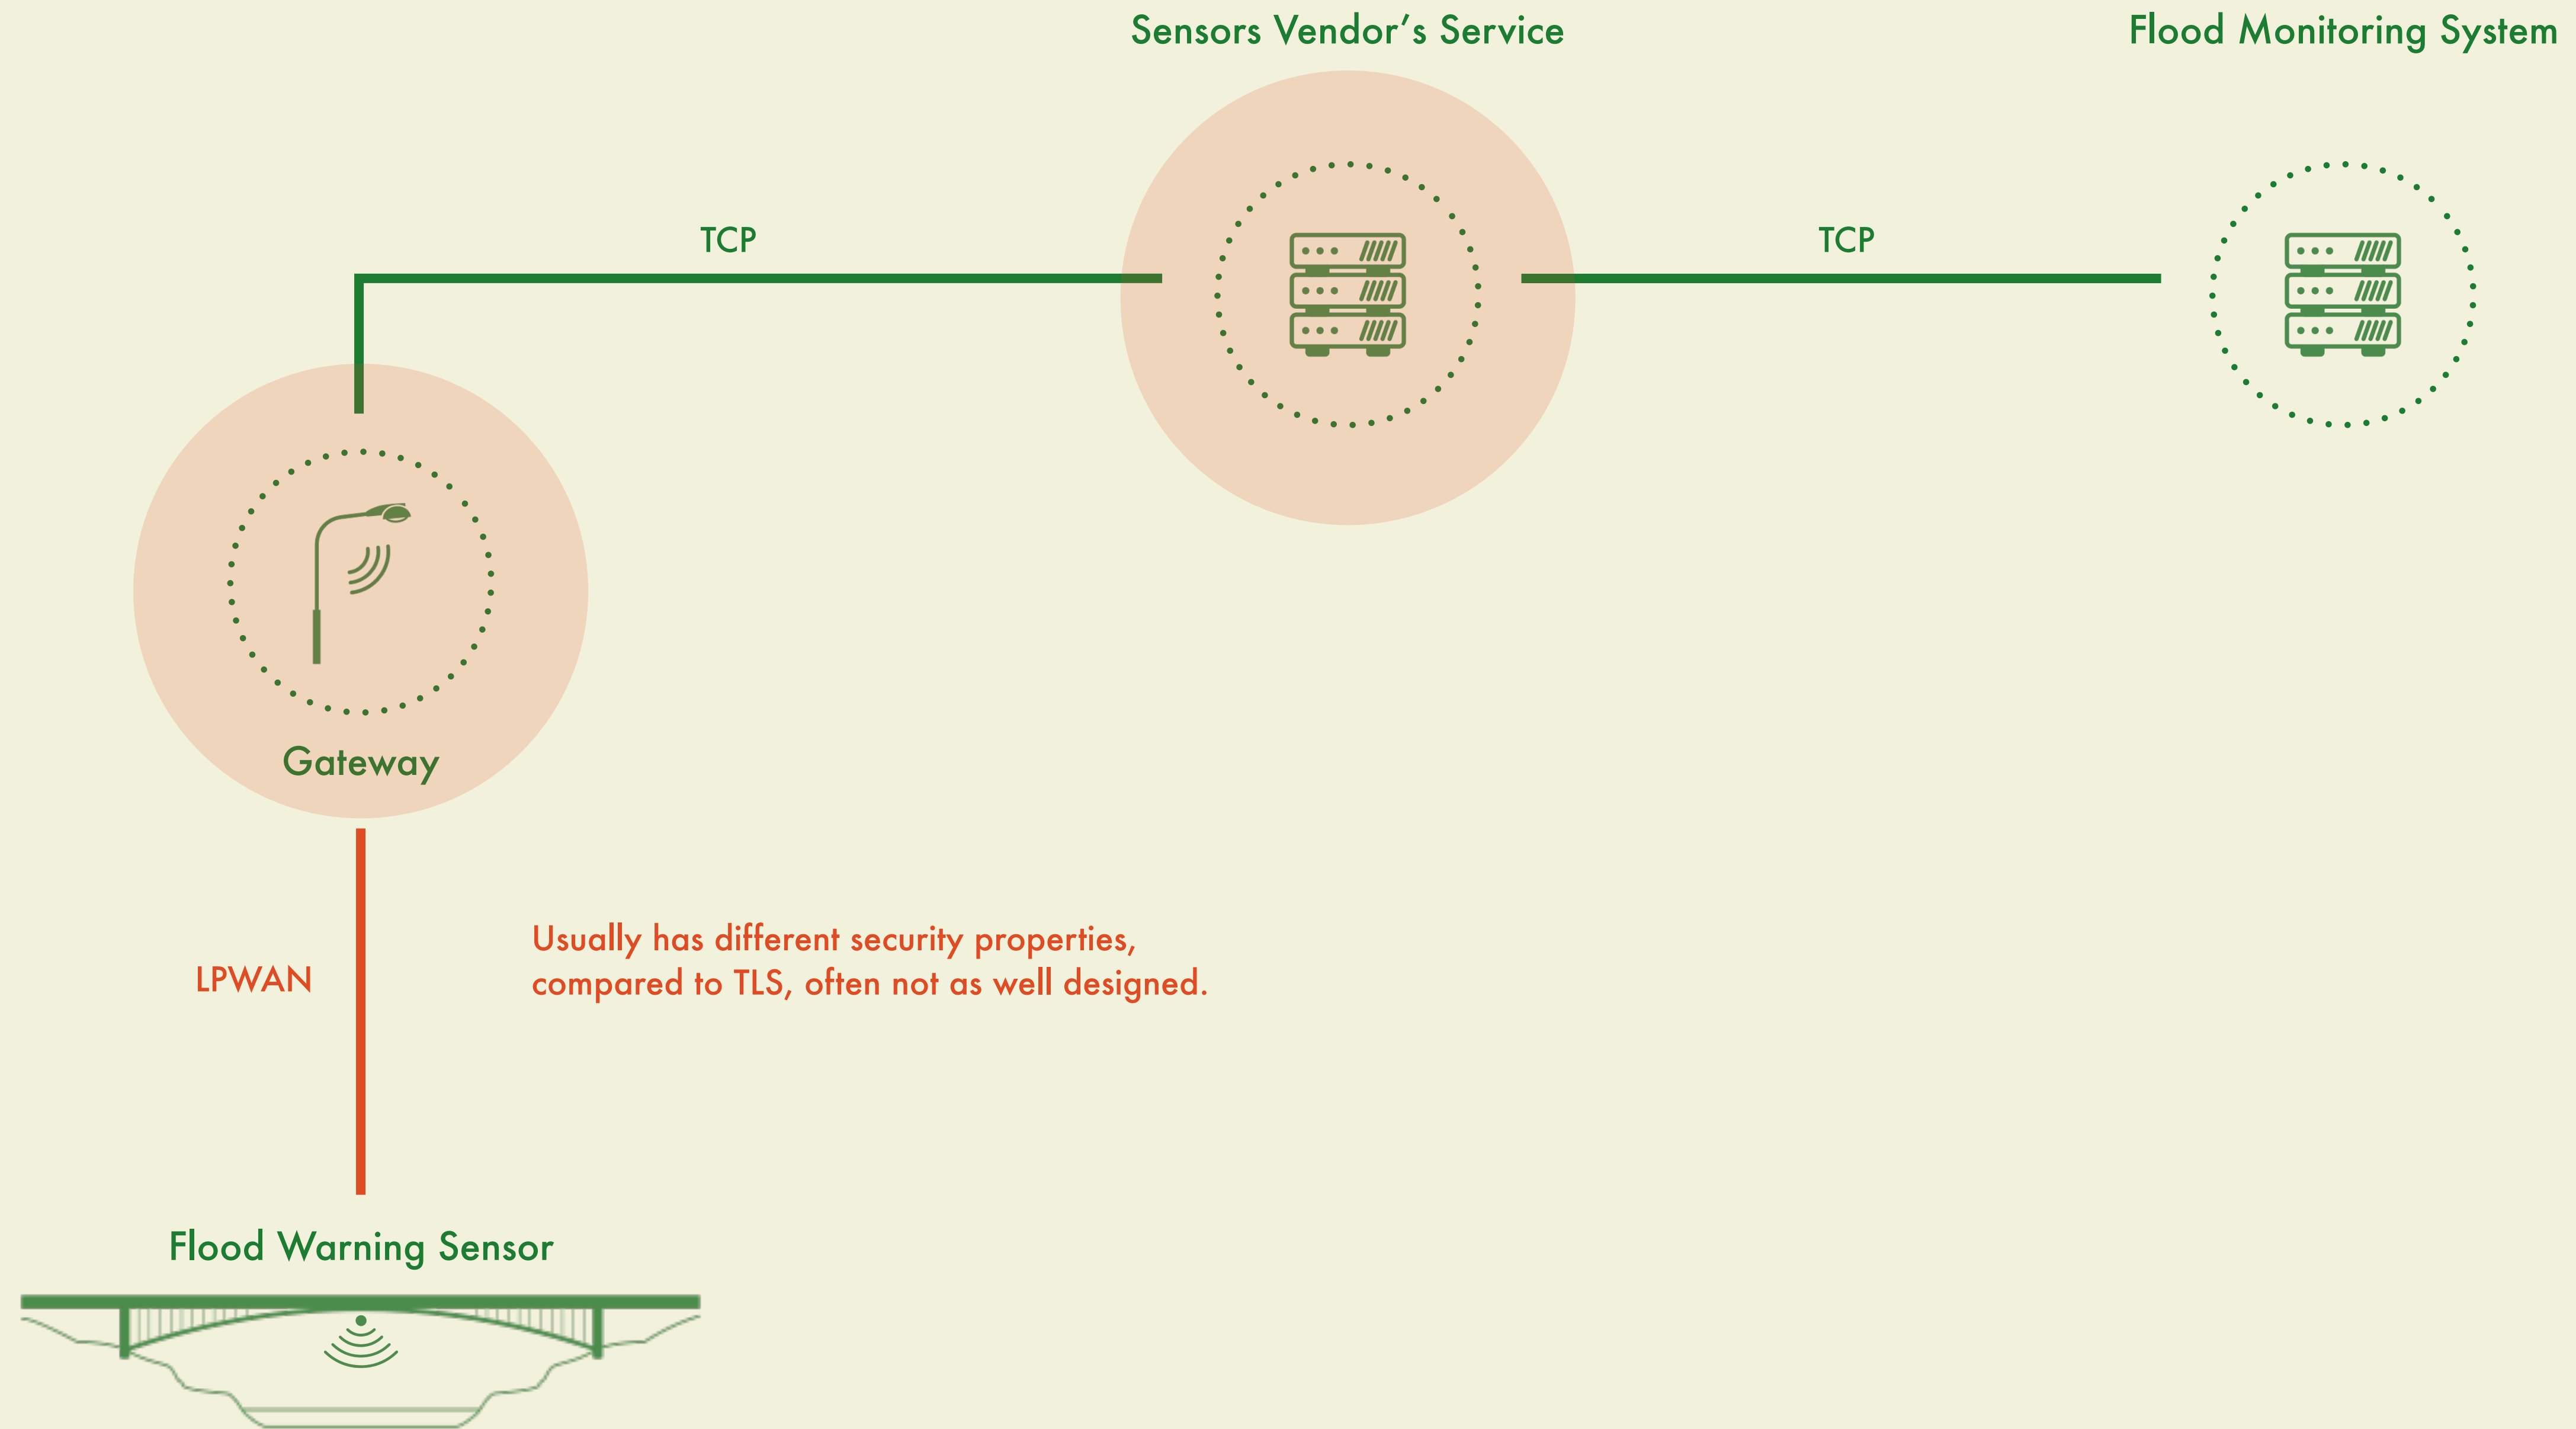 Sensors Vendor’s Service
Flood Monitoring System
TCP
TCP
Gateway
Usually has different security properties,
compared to TLS, often not as well designed.
LPWAN
Flood Warning Sensor